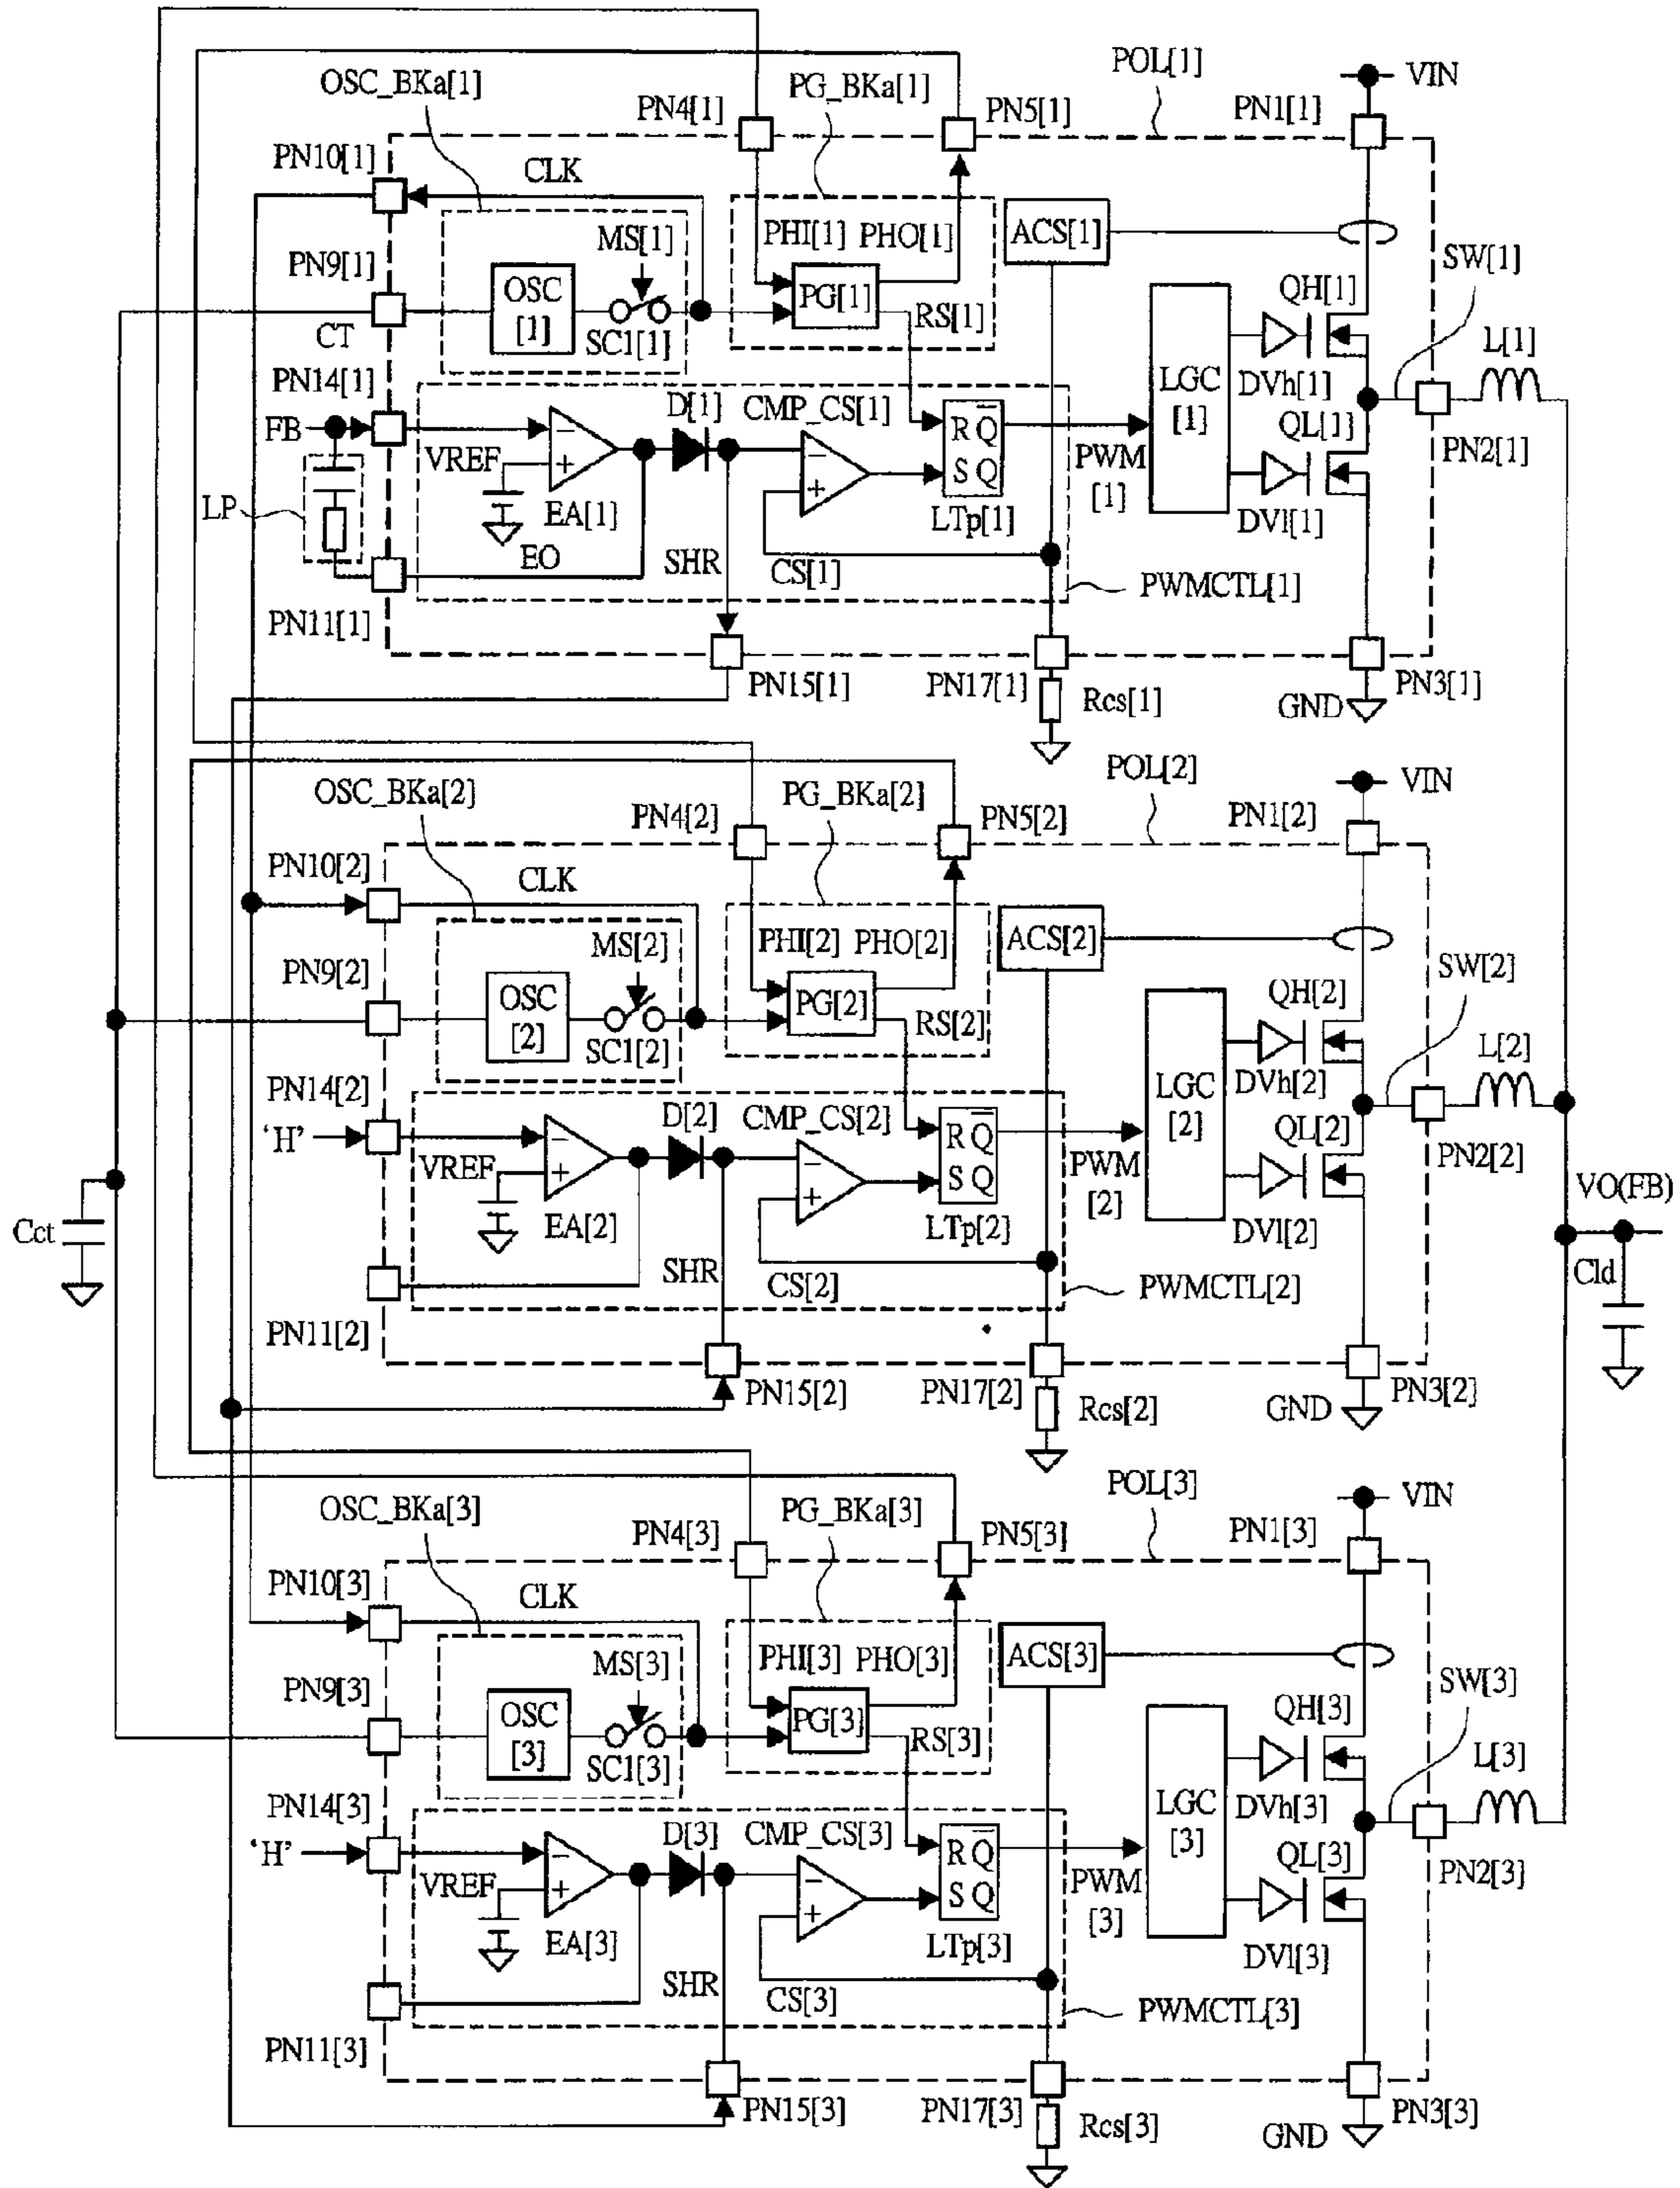 OSC_BKa[1]
PG_BKa[1]
POL[1]
VIN
PN4[1]
PN5[1]
PN1[1]
PN10[1]
CLK
PN9[1]
MS[1]
PHI[1]
PHO[1]
ACS[1]
SW[1]
OSC
[1]
PG[1]
QH[1]
CT
SC1[1]
RS[1]
L[1]
PN14[1]
D[1]
CMP_CS[1]
LGC
[1]
DVh[1]
FB
VREF
R Q
S Q
PWM
[1]
QL[1]
PN2[1]
LP
EA[1]
LTp[1]
DVl[1]
EO
SHR
CS[1]
PWMCTL[1]
PN11[1]
PN15[1]
PN17[1]
Rcs[1]
GND
PN3[1]
OSC_BKa[2]
PG_BKa[2]
POL[2]
VIN
PN4[2]
PN5[2]
PN1[2]
PN10[2]
CLK
PN9[2]
MS[2]
PHI[2]
PHO[2]
ACS[2]
SW[2]
OSC
[2]
PG[2]
QH[2]
SC1[2]
RS[2]
L[2]
PN14[2]
D[2]
CMP_CS[2]
LGC
[2]
DVh[2]
'H'
VREF
R Q
S Q
PWM
[2]
QL[2]
PN2[2]
VO(FB)
Cct
EA[2]
LTp[2]
DVl[2]
Cld
SHR
CS[2]
PWMCTL[2]
PN11[2]
PN15[2]
PN17[2]
Rcs[2]
GND
PN3[2]
OSC_BKa[3]
PG_BKa[3]
POL[3]
VIN
PN4[3]
PN5[3]
PN1[3]
PN10[3]
CLK
PN9[3]
MS[3]
PHI[3]
PHO[3]
ACS[3]
SW[3]
OSC
[3]
PG[3]
QH[3]
SC1[3]
RS[3]
L[3]
PN14[3]
D[3]
CMP_CS[3]
LGC
[3]
DVh[3]
'H'
VREF
R Q
S Q
PWM
[3]
QL[3]
PN2[3]
EA[3]
LTp[3]
DVl[3]
SHR
CS[3]
PWMCTL[3]
PN11[3]
PN15[3]
PN17[3]
Rcs[3]
GND
PN3[3]